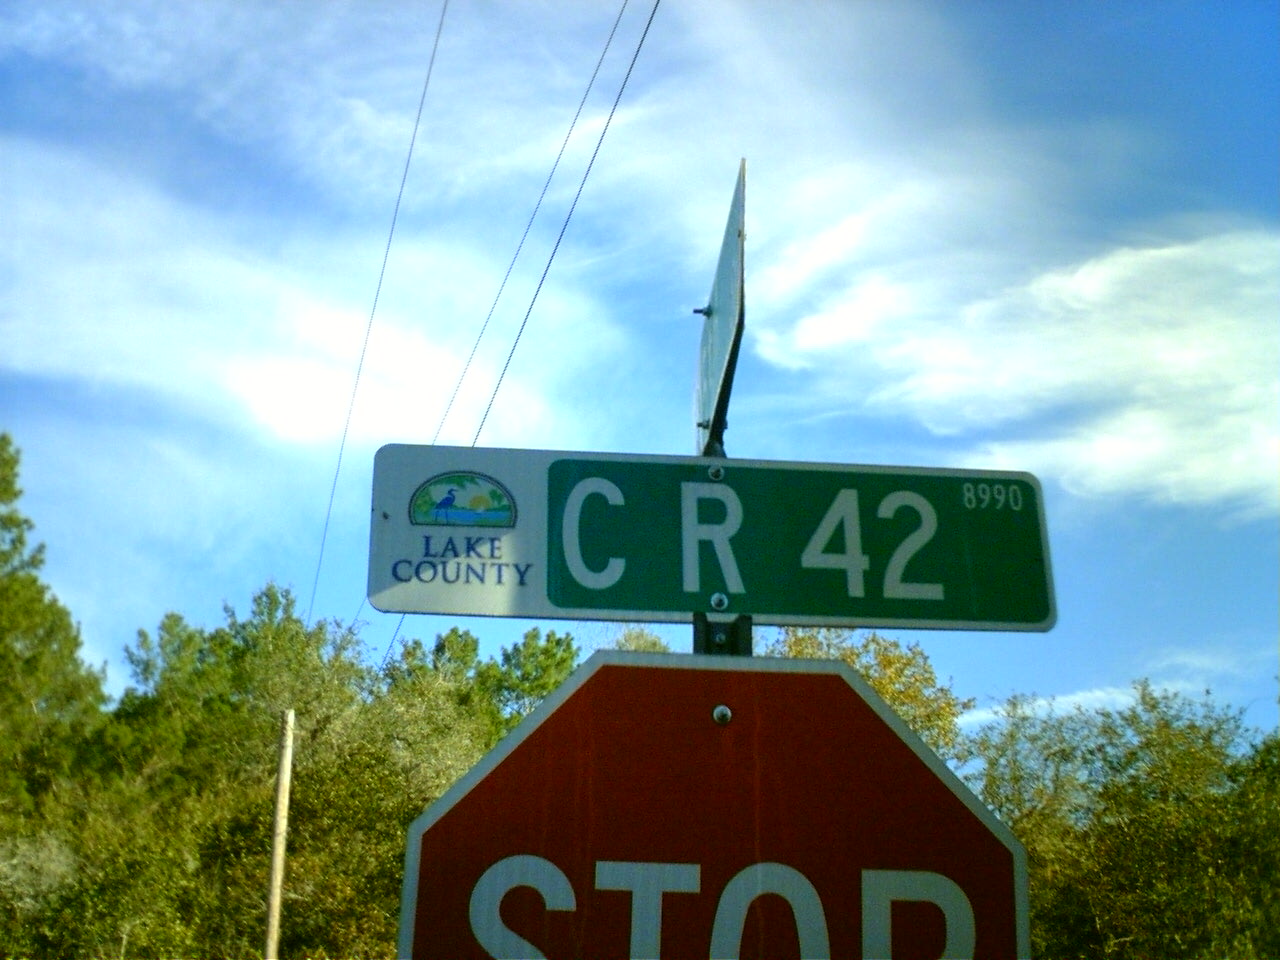 LAKE
COUNTY
C R 42 8990
STOP